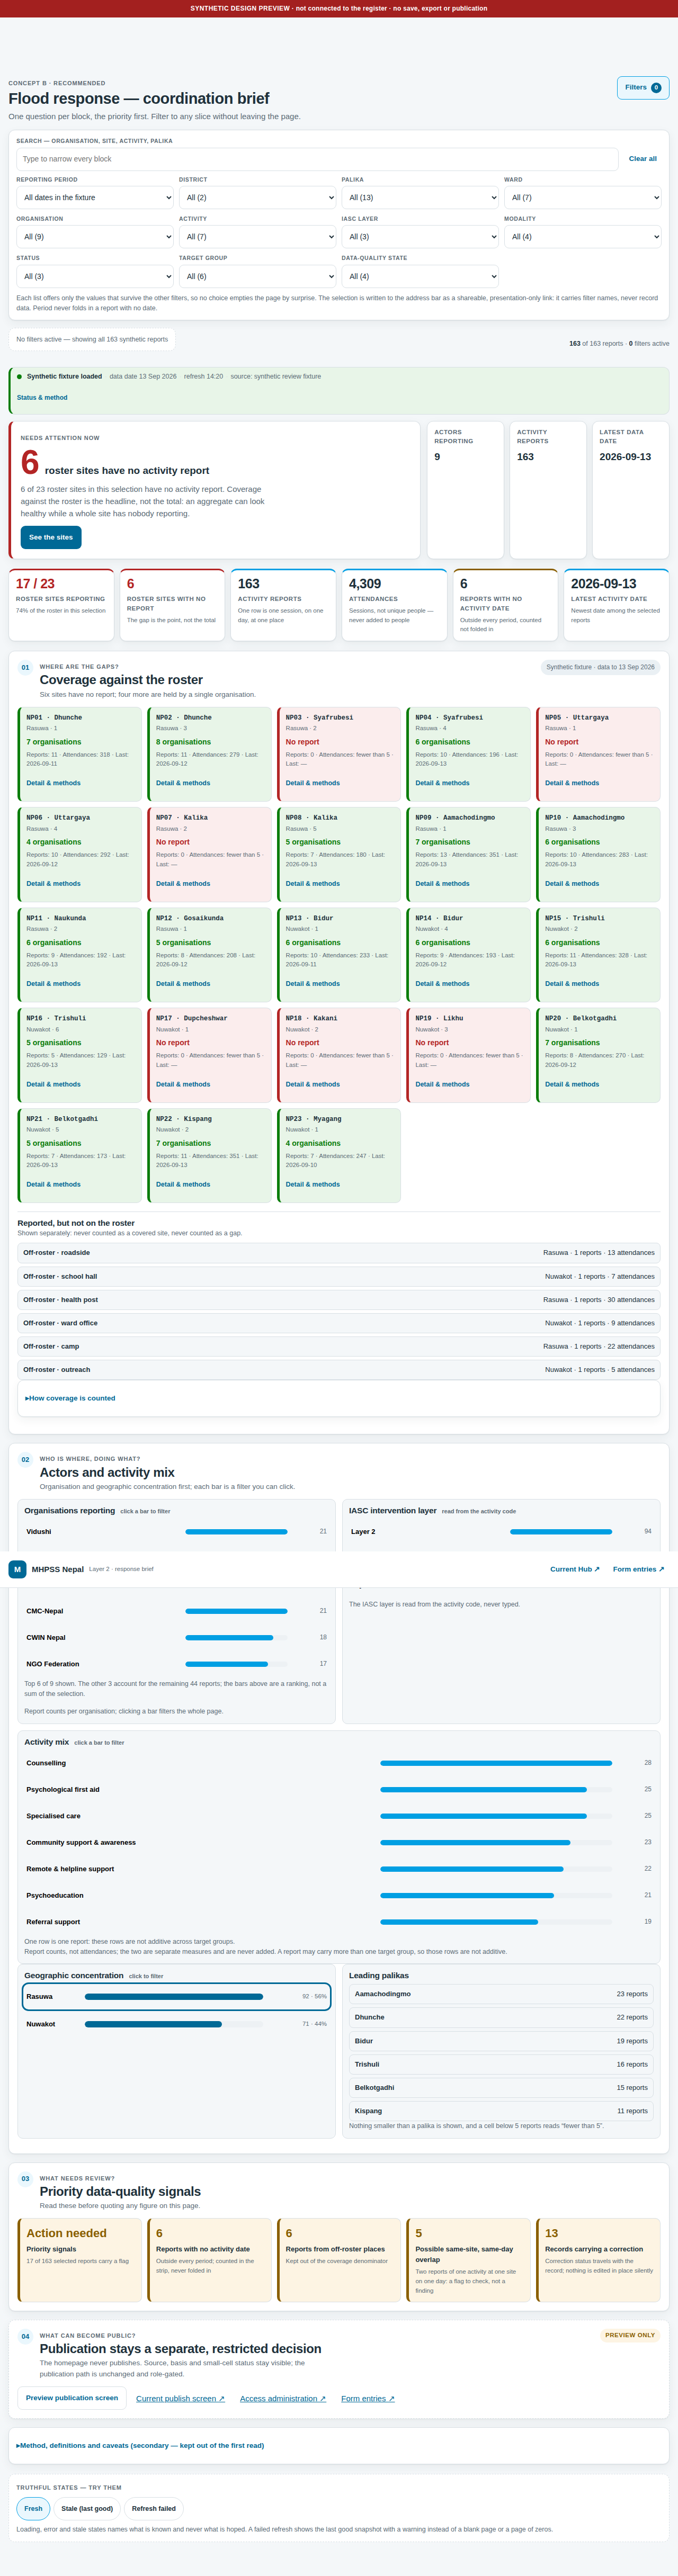 SYNTHETIC DESIGN PREVIEW · not connected to the register · no save, export or publication
CONCEPT B · RECOMMENDED
Flood response — coordination brief
One question per block, the priority first. Filter to any slice without leaving the page.
Filters 0
SEARCH — ORGANISATION, SITE, ACTIVITY, PALIKA
Type to narrow every block
Clear all
REPORTING PERIOD
DISTRICT
PALIKA
WARD
All dates in the fixture
All (2)
All (13)
All (7)
ORGANISATION
ACTIVITY
IASC LAYER
MODALITY
All (9)
All (7)
All (3)
All (4)
STATUS
TARGET GROUP
DATA-QUALITY STATE
All (3)
All (6)
All (4)
Each list offers only the values that survive the other filters, so no choice empties the page by surprise. The selection is written to the address bar as a shareable, presentation-only link: it carries filter names, never record
data. Period never folds in a report with no date.
No filters active — showing all 163 synthetic reports
163 of 163 reports · 0 filters active
Synthetic fixture loaded data date 13 Sep 2026 refresh 14:20 source: synthetic review fixture
Status & method
NEEDS ATTENTION NOW
6 roster sites have no activity report
6 of 23 roster sites in this selection have no activity report. Coverage
against the roster is the headline, not the total: an aggregate can look
healthy while a whole site has nobody reporting.
See the sites
ACTORS
REPORTING
9
ACTIVITY
REPORTS
163
LATEST DATA
DATE
2026-09-13
17 / 23
ROSTER SITES REPORTING
74% of the roster in this selection
6
ROSTER SITES WITH NO
REPORT
The gap is the point, not the total
163
ACTIVITY REPORTS
One row is one session, on one
day, at one place
4,309
ATTENDANCES
Sessions, not unique people —
never added to people
6
REPORTS WITH NO
ACTIVITY DATE
Outside every period, counted
not folded in
2026-09-13
LATEST ACTIVITY DATE
Newest date among the selected
reports
01
WHERE ARE THE GAPS?
Coverage against the roster
Six sites have no report; four more are held by a single organisation.
Synthetic fixture · data to 13 Sep 2026
NP01 · Dhunche
Rasuwa · 1
7 organisations
Reports: 11 · Attendances: 318 · Last:
2026-09-11
Detail & methods
NP02 · Dhunche
Rasuwa · 3
8 organisations
Reports: 11 · Attendances: 279 · Last:
2026-09-12
Detail & methods
NP03 · Syafrubesi
Rasuwa · 2
No report
Reports: 0 · Attendances: fewer than 5 ·
Last: —
Detail & methods
NP04 · Syafrubesi
Rasuwa · 4
6 organisations
Reports: 10 · Attendances: 196 · Last:
2026-09-13
Detail & methods
NP05 · Uttargaya
Rasuwa · 1
No report
Reports: 0 · Attendances: fewer than 5 ·
Last: —
Detail & methods
NP06 · Uttargaya
Rasuwa · 4
4 organisations
Reports: 10 · Attendances: 292 · Last:
2026-09-12
Detail & methods
NP07 · Kalika
Rasuwa · 2
No report
Reports: 0 · Attendances: fewer than 5 ·
Last: —
Detail & methods
NP08 · Kalika
Rasuwa · 5
5 organisations
Reports: 7 · Attendances: 180 · Last:
2026-09-13
Detail & methods
NP09 · Aamachodingmo
Rasuwa · 1
7 organisations
Reports: 13 · Attendances: 351 · Last:
2026-09-13
Detail & methods
NP10 · Aamachodingmo
Rasuwa · 3
6 organisations
Reports: 10 · Attendances: 283 · Last:
2026-09-13
Detail & methods
NP11 · Naukunda
Rasuwa · 2
6 organisations
Reports: 9 · Attendances: 192 · Last:
2026-09-13
Detail & methods
NP12 · Gosaikunda
Rasuwa · 1
5 organisations
Reports: 8 · Attendances: 208 · Last:
2026-09-12
Detail & methods
NP13 · Bidur
Nuwakot · 1
6 organisations
Reports: 10 · Attendances: 233 · Last:
2026-09-11
Detail & methods
NP14 · Bidur
Nuwakot · 4
6 organisations
Reports: 9 · Attendances: 193 · Last:
2026-09-12
Detail & methods
NP15 · Trishuli
Nuwakot · 2
6 organisations
Reports: 11 · Attendances: 328 · Last:
2026-09-13
Detail & methods
NP16 · Trishuli
Nuwakot · 6
5 organisations
Reports: 5 · Attendances: 129 · Last:
2026-09-13
Detail & methods
NP17 · Dupcheshwar
Nuwakot · 1
No report
Reports: 0 · Attendances: fewer than 5 ·
Last: —
Detail & methods
NP18 · Kakani
Nuwakot · 2
No report
Reports: 0 · Attendances: fewer than 5 ·
Last: —
Detail & methods
NP19 · Likhu
Nuwakot · 3
No report
Reports: 0 · Attendances: fewer than 5 ·
Last: —
Detail & methods
NP20 · Belkotgadhi
Nuwakot · 1
7 organisations
Reports: 8 · Attendances: 270 · Last:
2026-09-12
Detail & methods
NP21 · Belkotgadhi
Nuwakot · 5
5 organisations
Reports: 7 · Attendances: 173 · Last:
2026-09-13
Detail & methods
NP22 · Kispang
Nuwakot · 2
7 organisations
Reports: 11 · Attendances: 351 · Last:
2026-09-13
Detail & methods
NP23 · Myagang
Nuwakot · 1
4 organisations
Reports: 7 · Attendances: 247 · Last:
2026-09-10
Detail & methods
Reported, but not on the roster
Shown separately: never counted as a covered site, never counted as a gap.
Off-roster · roadside Rasuwa · 1 reports · 13 attendances
Off-roster · school hall Nuwakot · 1 reports · 7 attendances
Off-roster · health post Rasuwa · 1 reports · 30 attendances
Off-roster · ward office Nuwakot · 1 reports · 9 attendances
Off-roster · camp Rasuwa · 1 reports · 22 attendances
Off-roster · outreach Nuwakot · 1 reports · 5 attendances
▸How coverage is counted
02
WHO IS WHERE, DOING WHAT?
Actors and activity mix
Organisation and geographic concentration first; each bar is a filter you can click.
Organisations reporting click a bar to filter
Vidushi 21
IASC intervention layer read from the activity code
Layer 2 94
M MHPSS Nepal Layer 2 · response brief
Current Hub ↗ Form entries ↗
CMC-Nepal 21
CWIN Nepal 18
NGO Federation 17
Top 6 of 9 shown. The other 3 account for the remaining 44 reports; the bars above are a ranking, not a
sum of the selection.
Report counts per organisation; clicking a bar filters the whole page.
The IASC layer is read from the activity code, never typed.
Activity mix click a bar to filter
Counselling 28
Psychological first aid 25
Specialised care 25
Community support & awareness 23
Remote & helpline support 22
Psychoeducation 21
Referral support 19
One row is one report: these rows are not additive across target groups.
Report counts, not attendances; the two are separate measures and are never added. A report may carry more than one target group, so those rows are not additive.
Geographic concentration click to filter
Rasuwa 92 · 56%
Nuwakot 71 · 44%
Leading palikas
Aamachodingmo 23 reports
Dhunche 22 reports
Bidur 19 reports
Trishuli 16 reports
Belkotgadhi 15 reports
Kispang 11 reports
Nothing smaller than a palika is shown, and a cell below 5 reports reads “fewer than 5”.
03
WHAT NEEDS REVIEW?
Priority data-quality signals
Read these before quoting any figure on this page.
Action needed
Priority signals
17 of 163 selected reports carry a flag
6
Reports with no activity date
Outside every period; counted in the
strip, never folded in
6
Reports from off-roster places
Kept out of the coverage denominator
5
Possible same-site, same-day
overlap
Two reports of one activity at one site
on one day: a flag to check, not a
finding
13
Records carrying a correction
Correction status travels with the
record; nothing is edited in place silently
04
WHAT CAN BECOME PUBLIC?
Publication stays a separate, restricted decision
The homepage never publishes. Source, basis and small-cell status stay visible; the
publication path is unchanged and role-gated.
PREVIEW ONLY
Preview publication screen
Current publish screen ↗
Access administration ↗
Form entries ↗
▸Method, definitions and caveats (secondary — kept out of the first read)
TRUTHFUL STATES — TRY THEM
Fresh
Stale (last good)
Refresh failed
Loading, error and stale states name what is known and never what is hoped. A failed refresh shows the last good snapshot with a warning instead of a blank page or a page of zeros.